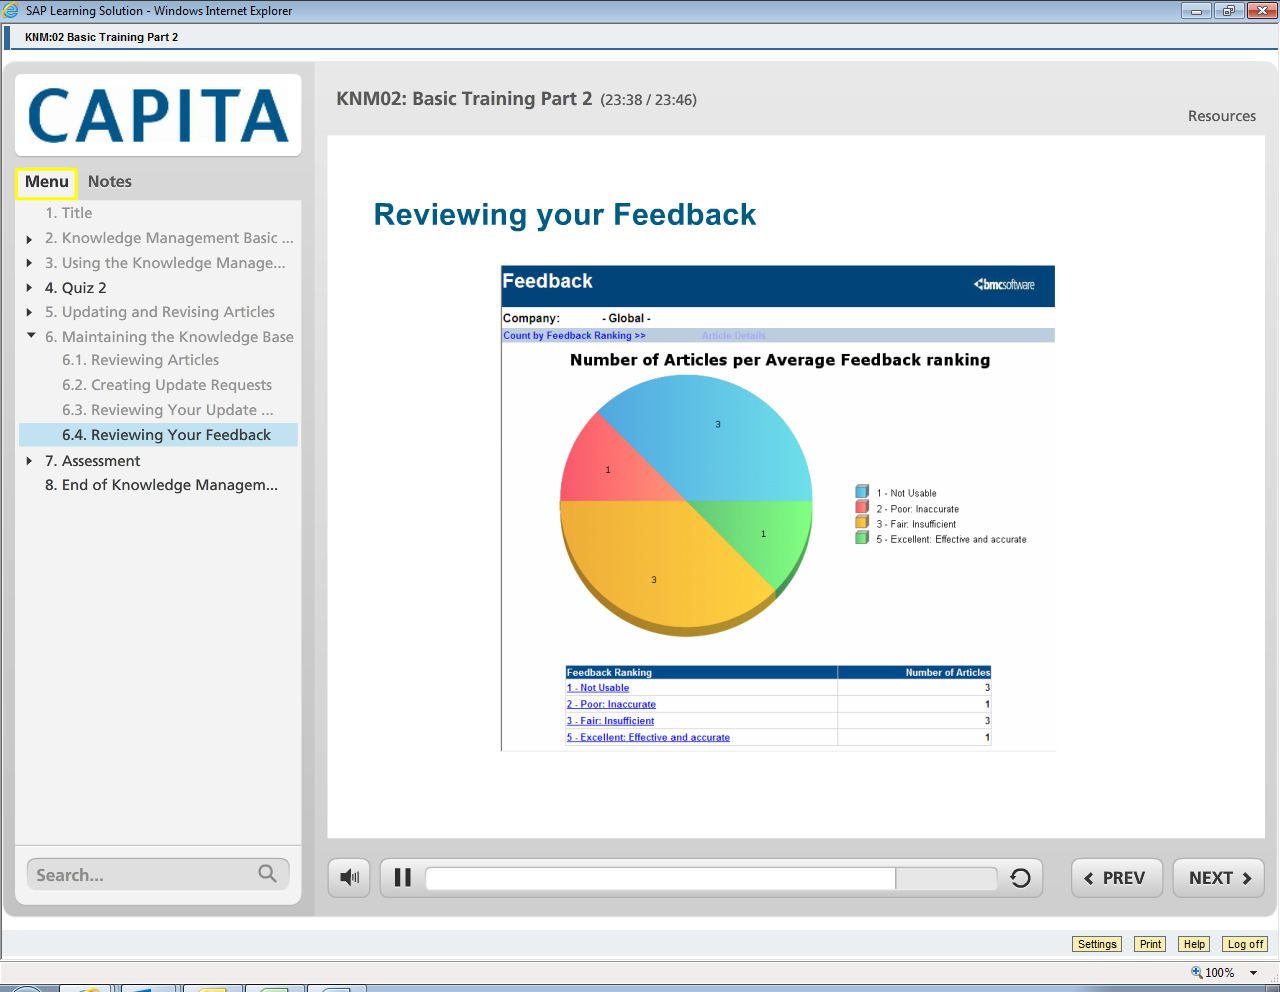 SAP Learning Solution - Windows Internet Explorer
KNM:02 Basic Training Part 2
CAPITA
KNM02: Basic Training Part 2 (23:38 / 23:46)
Resources
Menu
Notes
1. Title
2. Knowledge Management Basic ...
3. Using the Knowledge Manage...
4. Quiz 2
5. Updating and Revising Articles
6. Maintaining the Knowledge Base
6.1. Reviewing Articles
6.2. Creating Update Requests
6.3. Reviewing Your Update ...
6.4. Reviewing Your Feedback
7. Assessment
8. End of Knowledge Managem...
Search...
Reviewing your Feedback
Feedback
bmcsoftware
Company: - Global -
Count by Feedback Ranking >> Article Details
Number of Articles per Average Feedback ranking
3
1
1
3
1 - Not Usable
2 - Poor: Inaccurate
3 - Fair: Insufficient
5 - Excellent: Effective and accurate
Feedback Ranking Number of Articles
1 - Not Usable 3
2 - Poor: Inaccurate 1
3 - Fair: Insufficient 3
5 - Excellent: Effective and accurate 1
PREV
NEXT
Settings Print Help Log off
100%